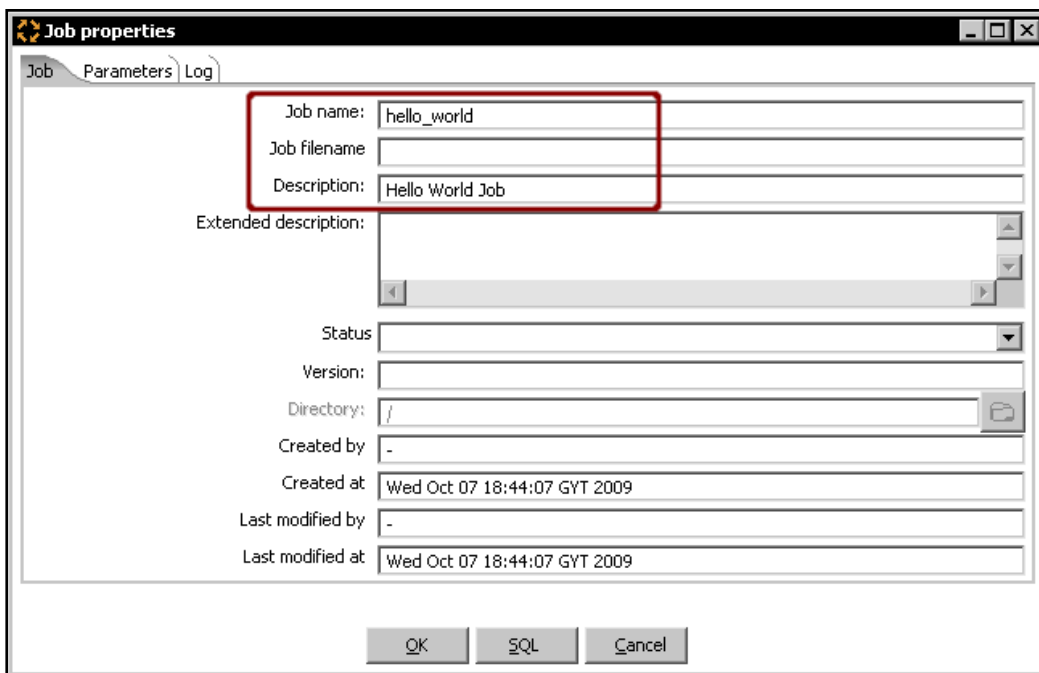 Job properties
Job Parameters Log
Job name: hello_world
Job filename
Description: Hello World Job
Extended description:
Status
Version:
Directory: /
Created by -
Created at Wed Oct 07 18:44:07 GYT 2009
Last modified by -
Last modified at Wed Oct 07 18:44:07 GYT 2009
OK SQL Cancel